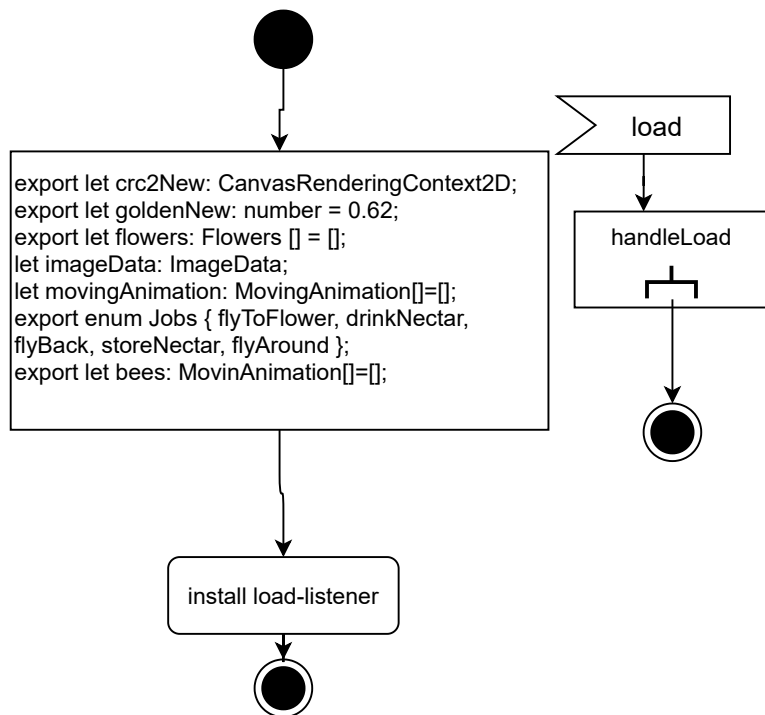 load
export let crc2New: CanvasRenderingContext2D;
export let goldenNew: number = 0.62;
export let flowers: Flowers [] = [];
let imageData: ImageData;
let movingAnimation: MovingAnimation[]=[];
export enum Jobs { flyToFlower, drinkNectar,
flyBack, storeNectar, flyAround };
export let bees: MovinAnimation[]=[];
handleLoad
install load-listener